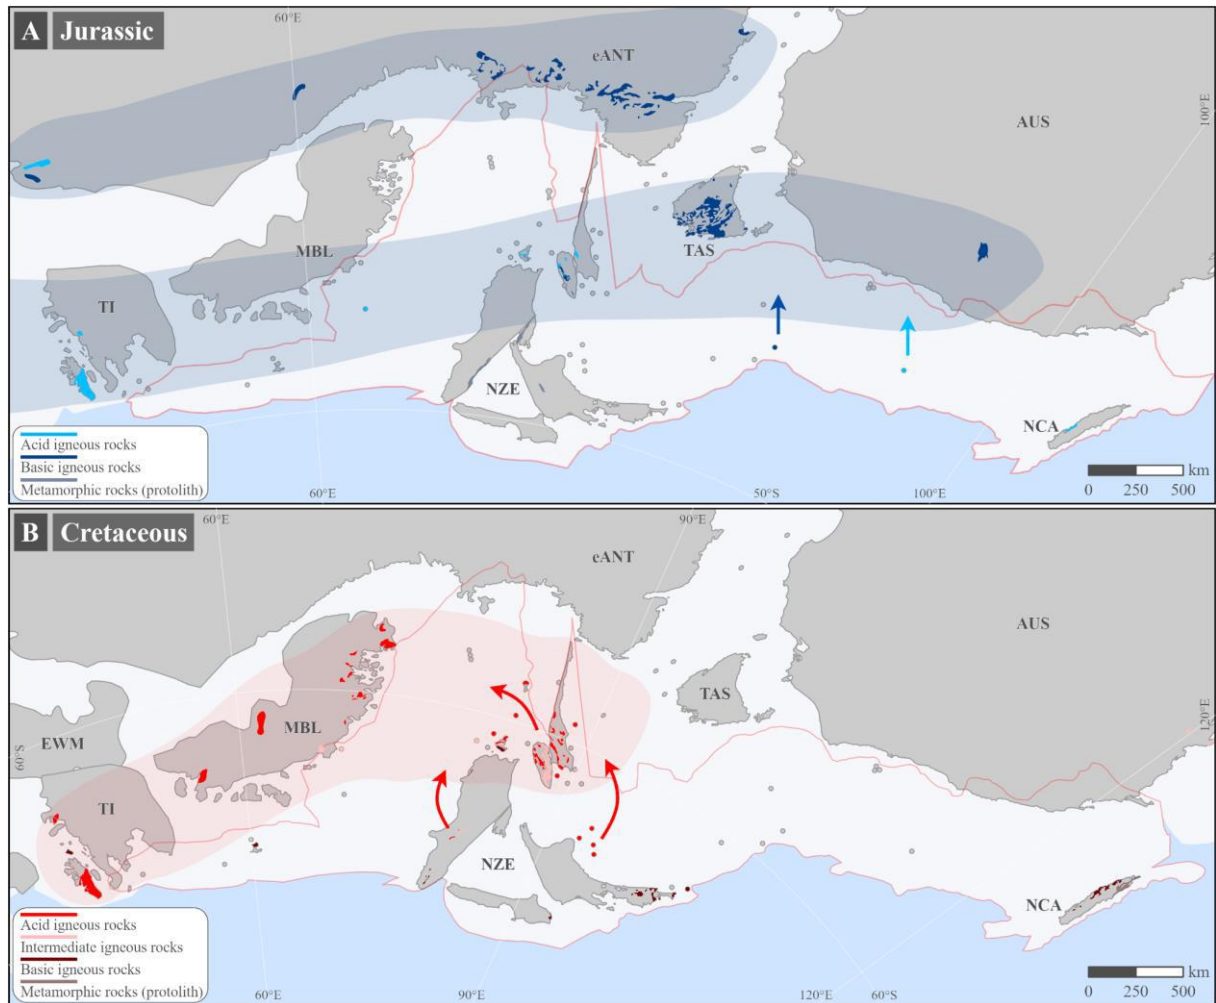 A Jurassic
60°E
eANT
100°E
AUS
MBL
TAS
TI
NZE
NCA
Acid igneous rocks
Basic igneous rocks
Metamorphic rocks (protolith)
km
0 250 500
60°E
50°S
100°E
B Cretaceous
60°E
90°E
eANT
AUS
TAS
MBL
EWM
120°E
60°S
TI
NZE
NCA
Acid igneous rocks
Intermediate igneous rocks
Basic igneous rocks
Metamorphic rocks (protolith)
km
0 250 500
60°E
90°E
120°E
60°S